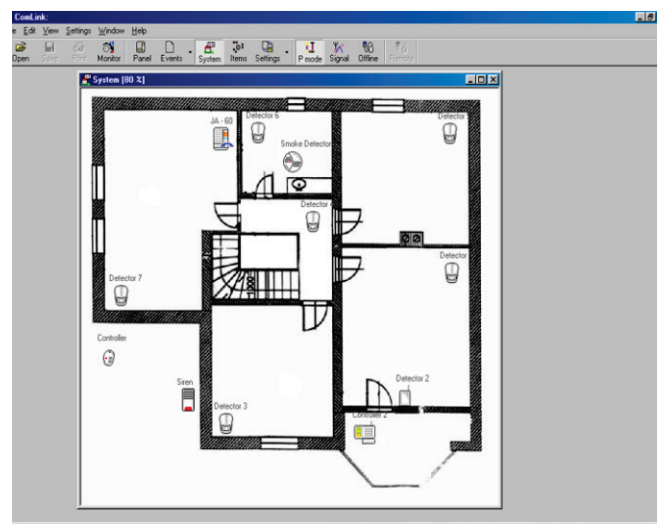 ComLink:
e Edit View Settings Window Help
Open Save Exit Print Monitor Panel Events System Items Settings P mode Signal Offline Remote
System [80 %]
JA - 60
Detector 6
Detector
Smoke Detector
Detector 4
Detector
Detector 7
1000
Controller
Siren
Detector 2
Detector 3
Controller 2